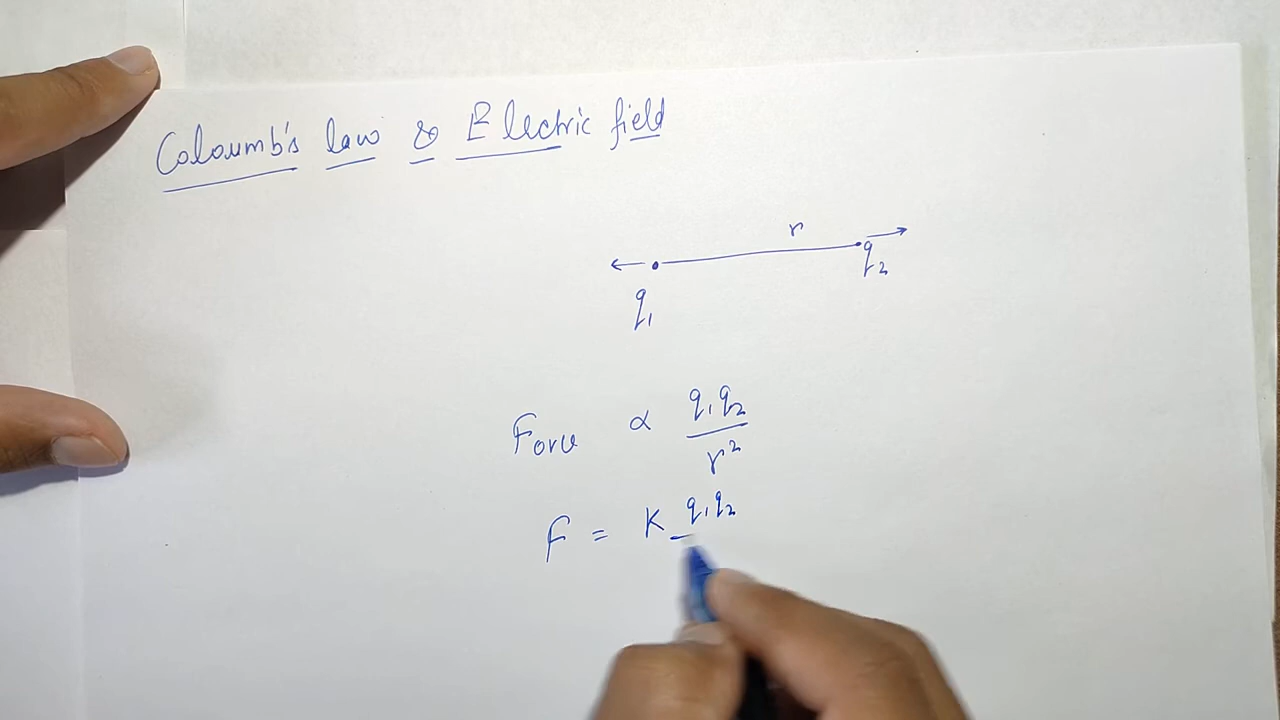 Coloumb's law & Electric field
r
q₂
q₁
Force ∝ q₁q₂ / r²
F = K q₁q₂